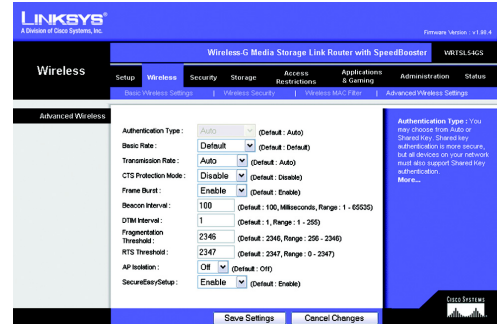 LINKSYS®
A Division of Cisco Systems, Inc.
Firmware Version : v1.98.4
Wireless-G Media Storage Link Router with SpeedBooster WRTSL54GS
Wireless
Setup Wireless Security Storage Access Restrictions Applications & Gaming Administration Status
Basic Wireless Settings | Wireless Security | Wireless MAC Filter | Advanced Wireless Settings
Advanced Wireless
Authentication Type : Auto (Default : Auto)
Basic Rate : Default (Default : Default)
Transmission Rate : Auto (Default : Auto)
CTS Protection Mode : Disable (Default : Disable)
Frame Burst : Enable (Default : Enable)
Beacon Interval : 100 (Default : 100, Milliseconds, Range : 1 - 65535)
DTIM Interval : 1 (Default : 1, Range : 1 - 255)
Fragmentation Threshold : 2346 (Default : 2346, Range : 256 - 2346)
RTS Threshold : 2347 (Default : 2347, Range : 0 - 2347)
AP Isolation : Off (Default : Off)
SecureEasySetup : Enable (Default : Enable)
Authentication Type : You
may choose from Auto or
Shared Key. Shared key
authentication is more secure,
but all devices on your network
must also support Shared Key
authentication.
More...
Save Settings Cancel Changes
CISCO SYSTEMS